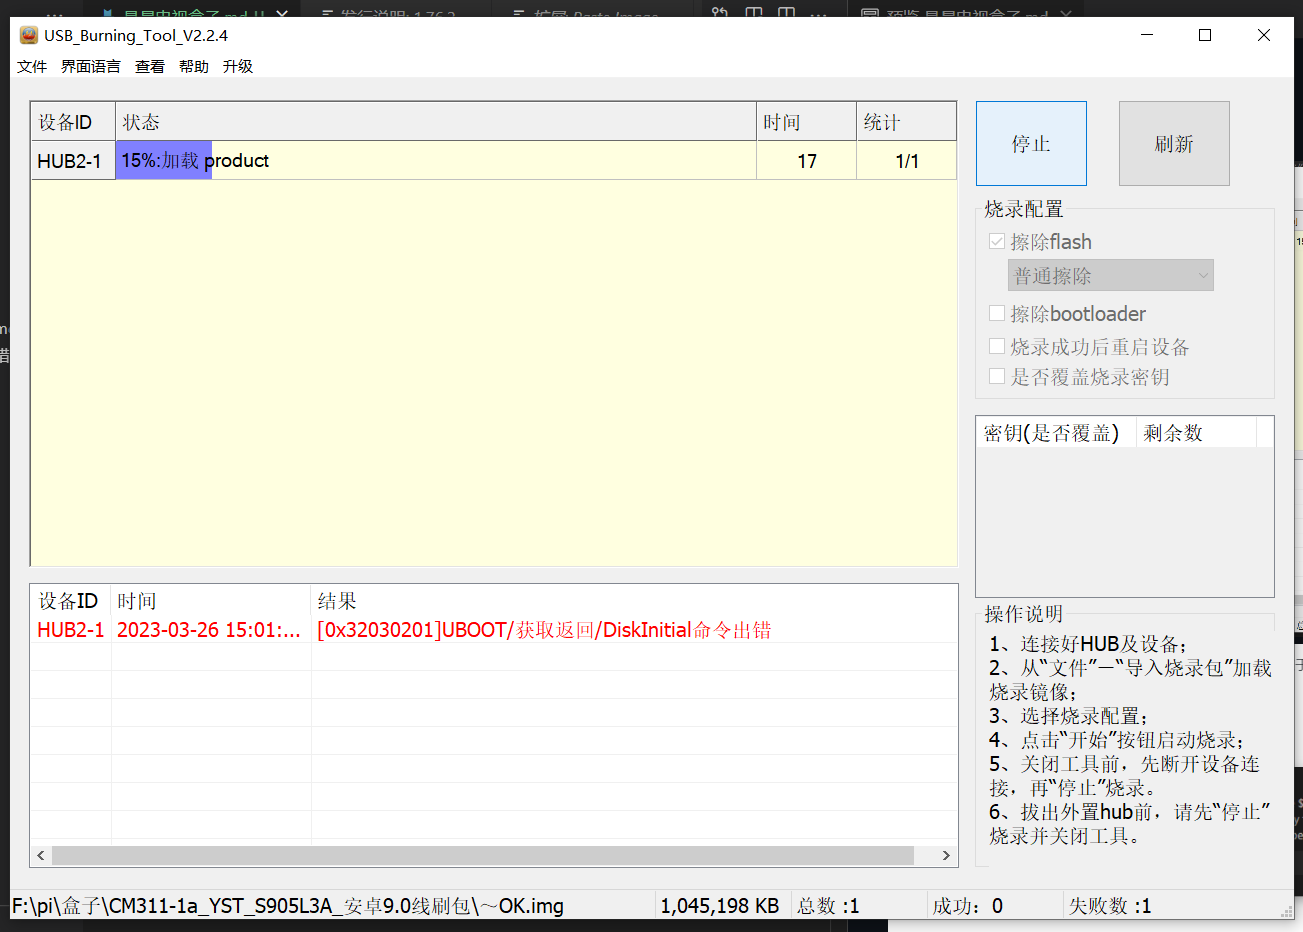 USB_Burning_Tool_V2.2.4
文件 界面语言 查看 帮助 升级
设备ID 状态 时间 统计
HUB2-1 15%:加载 product 17 1/1
停止 刷新
烧录配置
擦除flash
普通擦除
擦除bootloader
烧录成功后重启设备
是否覆盖烧录密钥
密钥(是否覆盖) 剩余数
设备ID 时间 结果
HUB2-1 2023-03-26 15:01:... [0x32030201]UBOOT/获取返回/DiskInitial命令出错
操作说明
1、连接好HUB及设备;
2、从“文件”—“导入烧录包”加载
烧录镜像;
3、选择烧录配置;
4、点击“开始”按钮启动烧录;
5、关闭工具前，先断开设备连
接，再“停止”烧录。
6、拔出外置hub前，请先“停止”
烧录并关闭工具。
F:\pi\盒子\CM311-1a_YST_S905L3A_安卓9.0线刷包\～OK.img 1,045,198 KB 总数 :1 成功: 0 失败数 :1